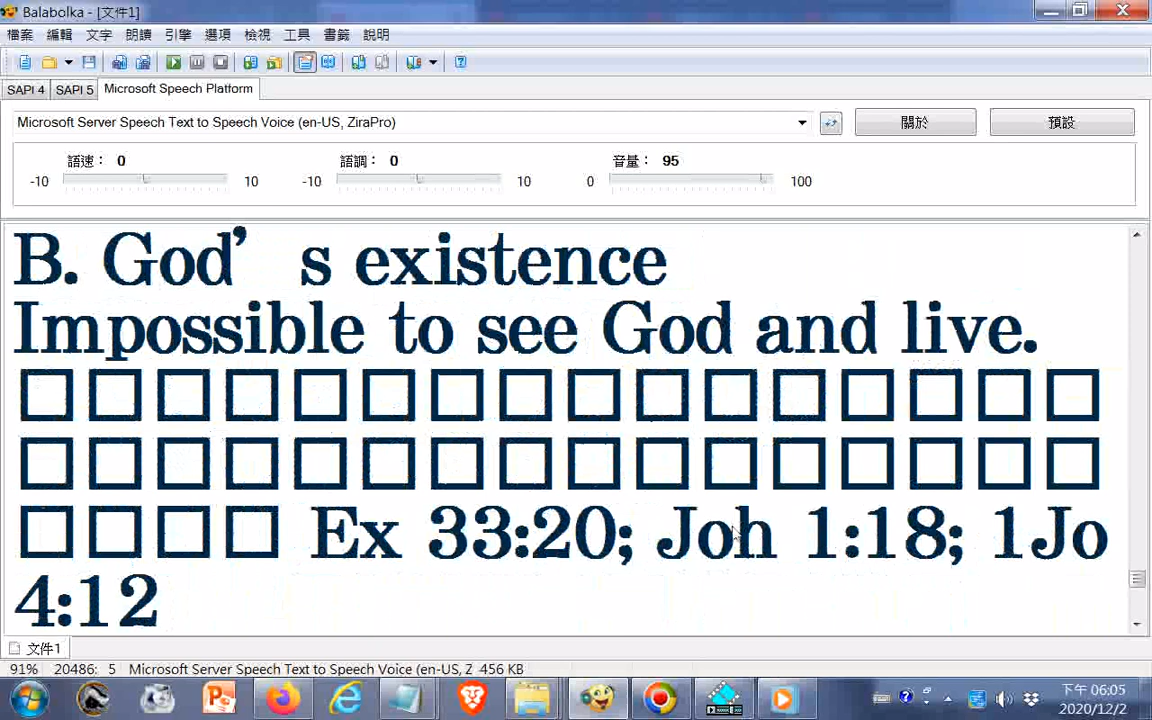 Balabolka - [文件1]
檔案 編輯 文字 朗讀 引擎 選項 檢視 工具 書籤 說明
SAPI 4 SAPI 5 Microsoft Speech Platform
Microsoft Server Speech Text to Speech Voice (en-US, ZiraPro) 關於 預設
語速： 0 語調： 0 音量： 95
-10 10 -10 10 0 100
B. God’s existence
Impossible to see God and live.
□□□□□□□□□□□□□□□□
□□□□□□□□□□□□□□□□
□□□□ Ex 33:20; Joh 1:18; 1Jo
4:12
文件1
91% 20486: 5 Microsoft Server Speech Text to Speech Voice (en-US, Z 456 KB
下午 06:05
2020/12/2